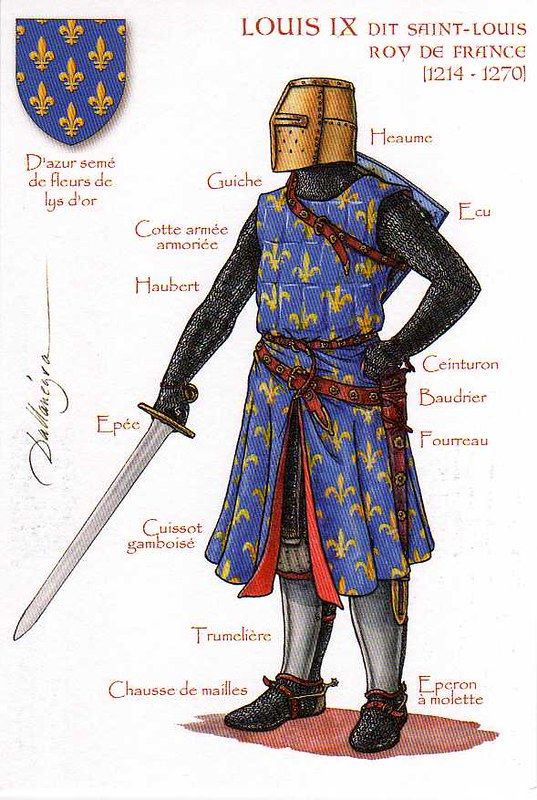 LOUIS IX DIT SAINT-LOUIS
ROY DE FRANCE
(1214 - 1270)
D'azur semé
de fleurs de
lys d'or
Heaume
Guiche
Ecu
Cotte armée
armoriée
Haubert
Ceinturon
Baudrier
Epée
Fourreau
Cuissot
gamboisé
Trumelière
Chausse de mailles
Eperon
à molette